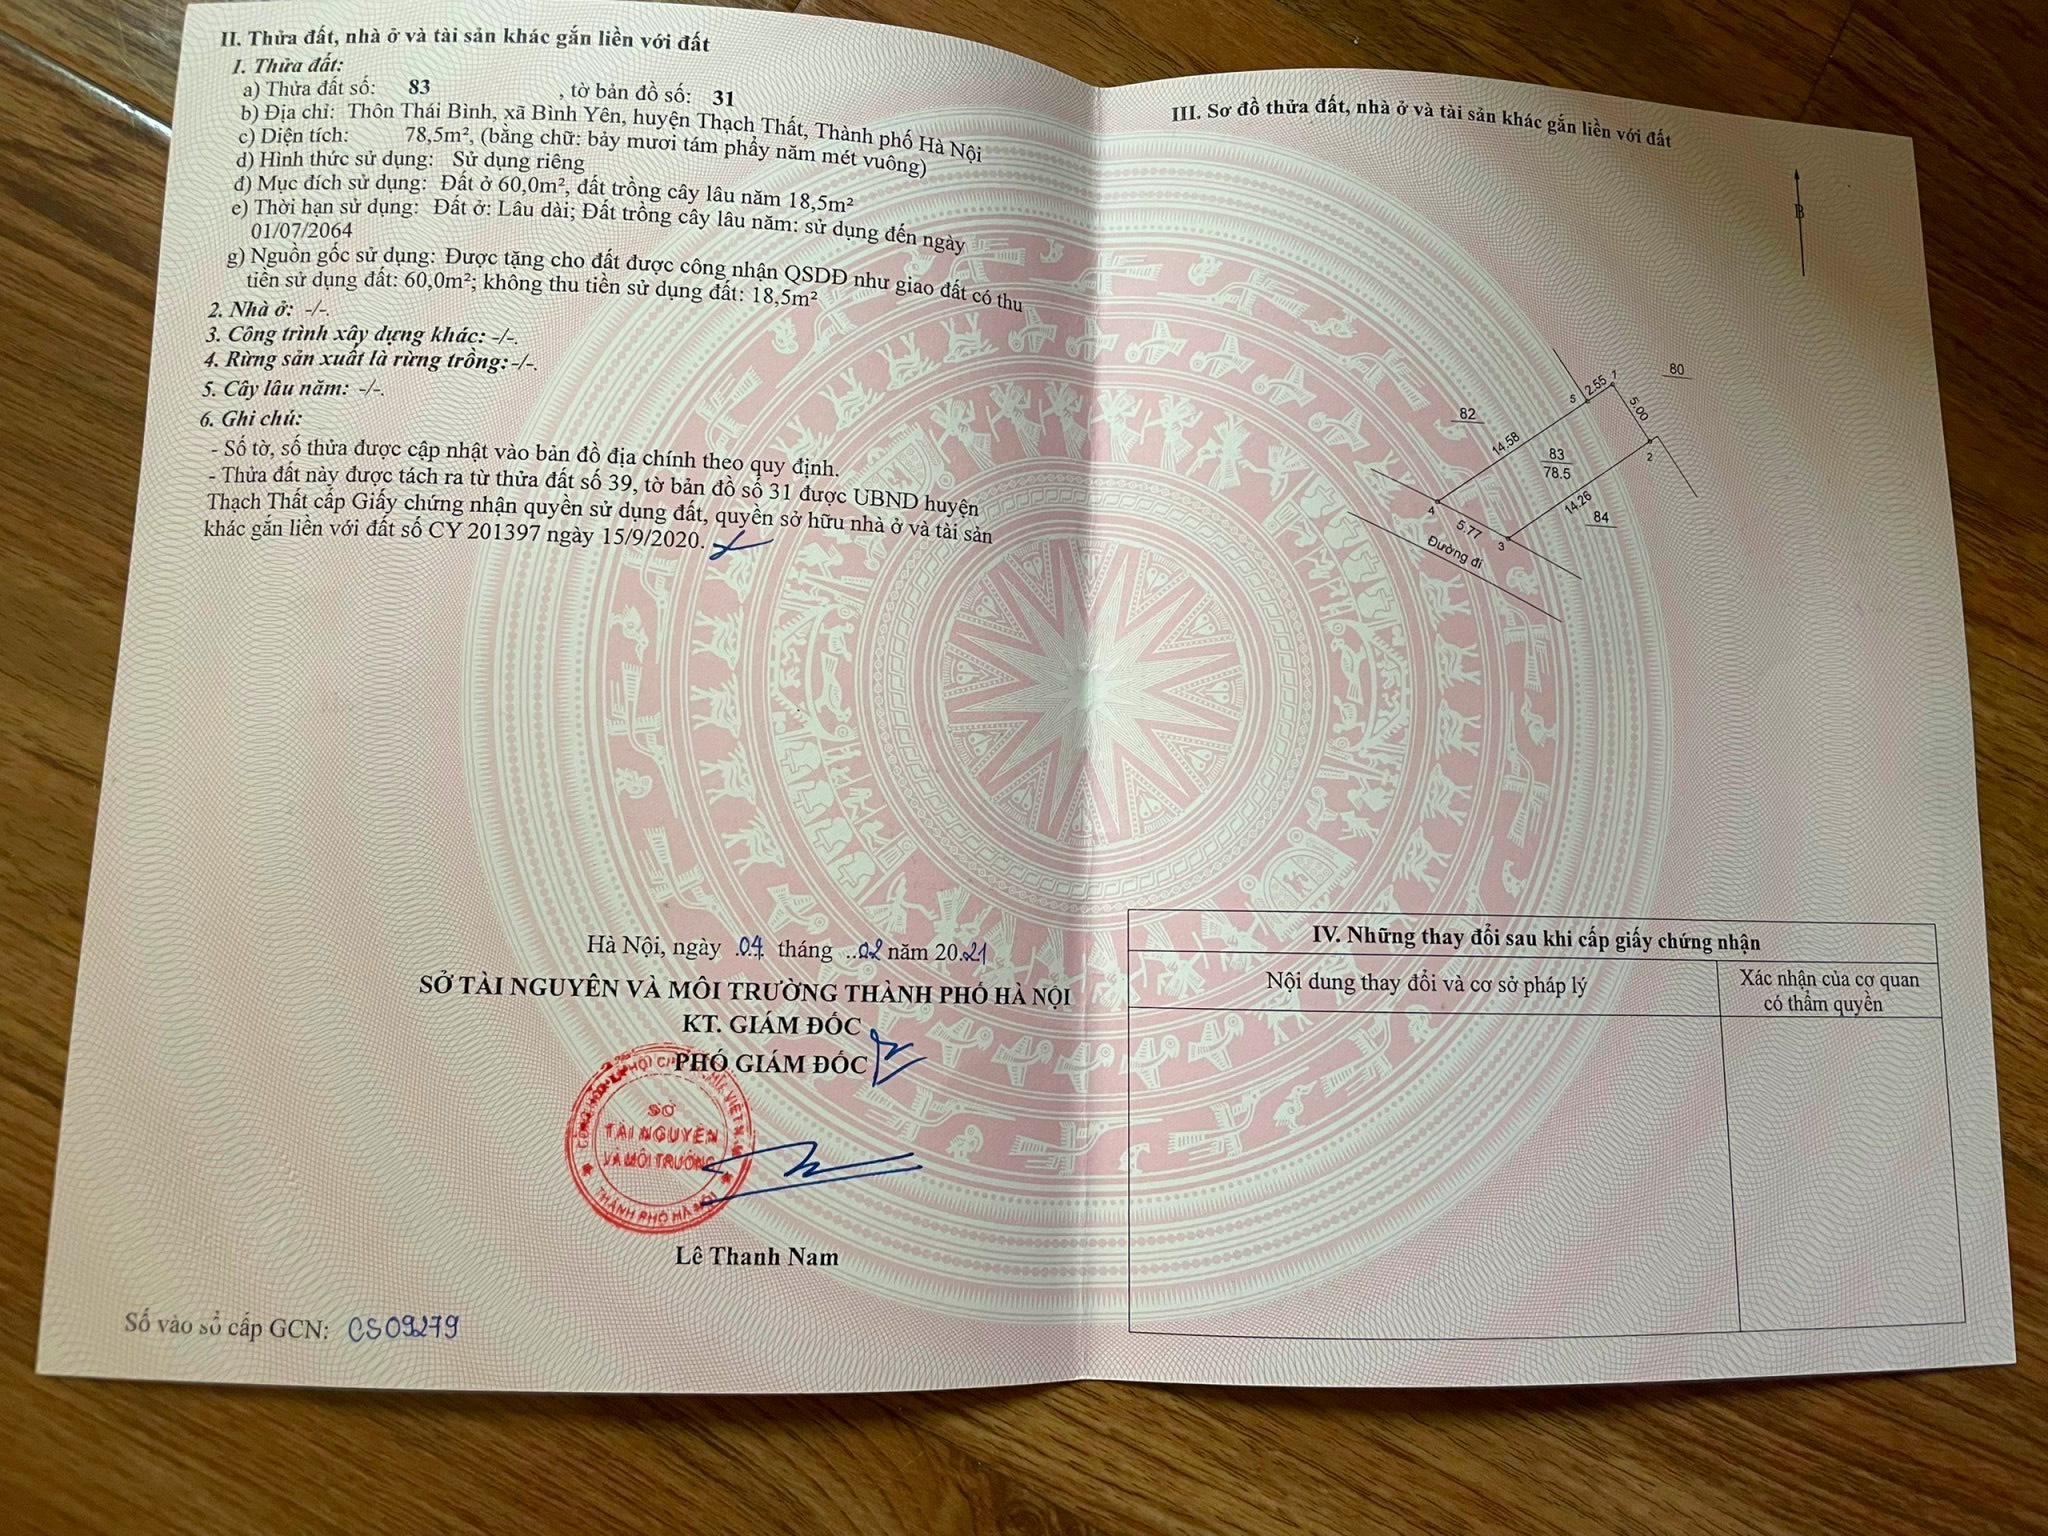 II. Thửa đất, nhà ở và tài sản khác gắn liền với đất
1. Thửa đất:
a) Thửa đất số: 83 , tờ bản đồ số: 31
b) Địa chỉ: Thôn Thái Bình, xã Bình Yên, huyện Thạch Thất, Thành phố Hà Nội
c) Diện tích: 78,5m², (bằng chữ: bảy mươi tám phẩy năm mét vuông)
d) Hình thức sử dụng: Sử dụng riêng
đ) Mục đích sử dụng: Đất ở 60,0m², đất trồng cây lâu năm 18,5m²
e) Thời hạn sử dụng: Đất ở: Lâu dài; Đất trồng cây lâu năm: sử dụng đến ngày
01/07/2064
g) Nguồn gốc sử dụng: Được tặng cho đất được công nhận QSDĐ như giao đất có thu
tiền sử dụng đất: 60,0m²; không thu tiền sử dụng đất: 18,5m²
2. Nhà ở: -/-.
3. Công trình xây dựng khác: -/-.
4. Rừng sản xuất là rừng trồng: -/-.
5. Cây lâu năm: -/-.
6. Ghi chú:
- Số tờ, số thửa được cập nhật vào bản đồ địa chính theo quy định.
- Thửa đất này được tách ra từ thửa đất số 39, tờ bản đồ số 31 được UBND huyện
Thạch Thất cấp Giấy chứng nhận quyền sử dụng đất, quyền sở hữu nhà ở và tài sản
khác gắn liền với đất số CY 201397 ngày 15/9/2020.
Hà Nội, ngày 04 tháng 02 năm 2021
SỞ TÀI NGUYÊN VÀ MÔI TRƯỜNG THÀNH PHỐ HÀ NỘI
KT. GIÁM ĐỐC
PHÓ GIÁM ĐỐC
SỞ
TÀI NGUYÊN
VÀ MÔI TRƯỜNG
THÀNH PHỐ HÀ NỘI
Lê Thanh Nam
Số vào sổ cấp GCN: CS09279
III. Sơ đồ thửa đất, nhà ở và tài sản khác gắn liền với đất
B
80
1
2.55
5
5.00
82
14.58
83
78.5
2
14.26
84
4
5.77
3
Đường đi
IV. Những thay đổi sau khi cấp giấy chứng nhận
Nội dung thay đổi và cơ sở pháp lý
Xác nhận của cơ quan
có thẩm quyền